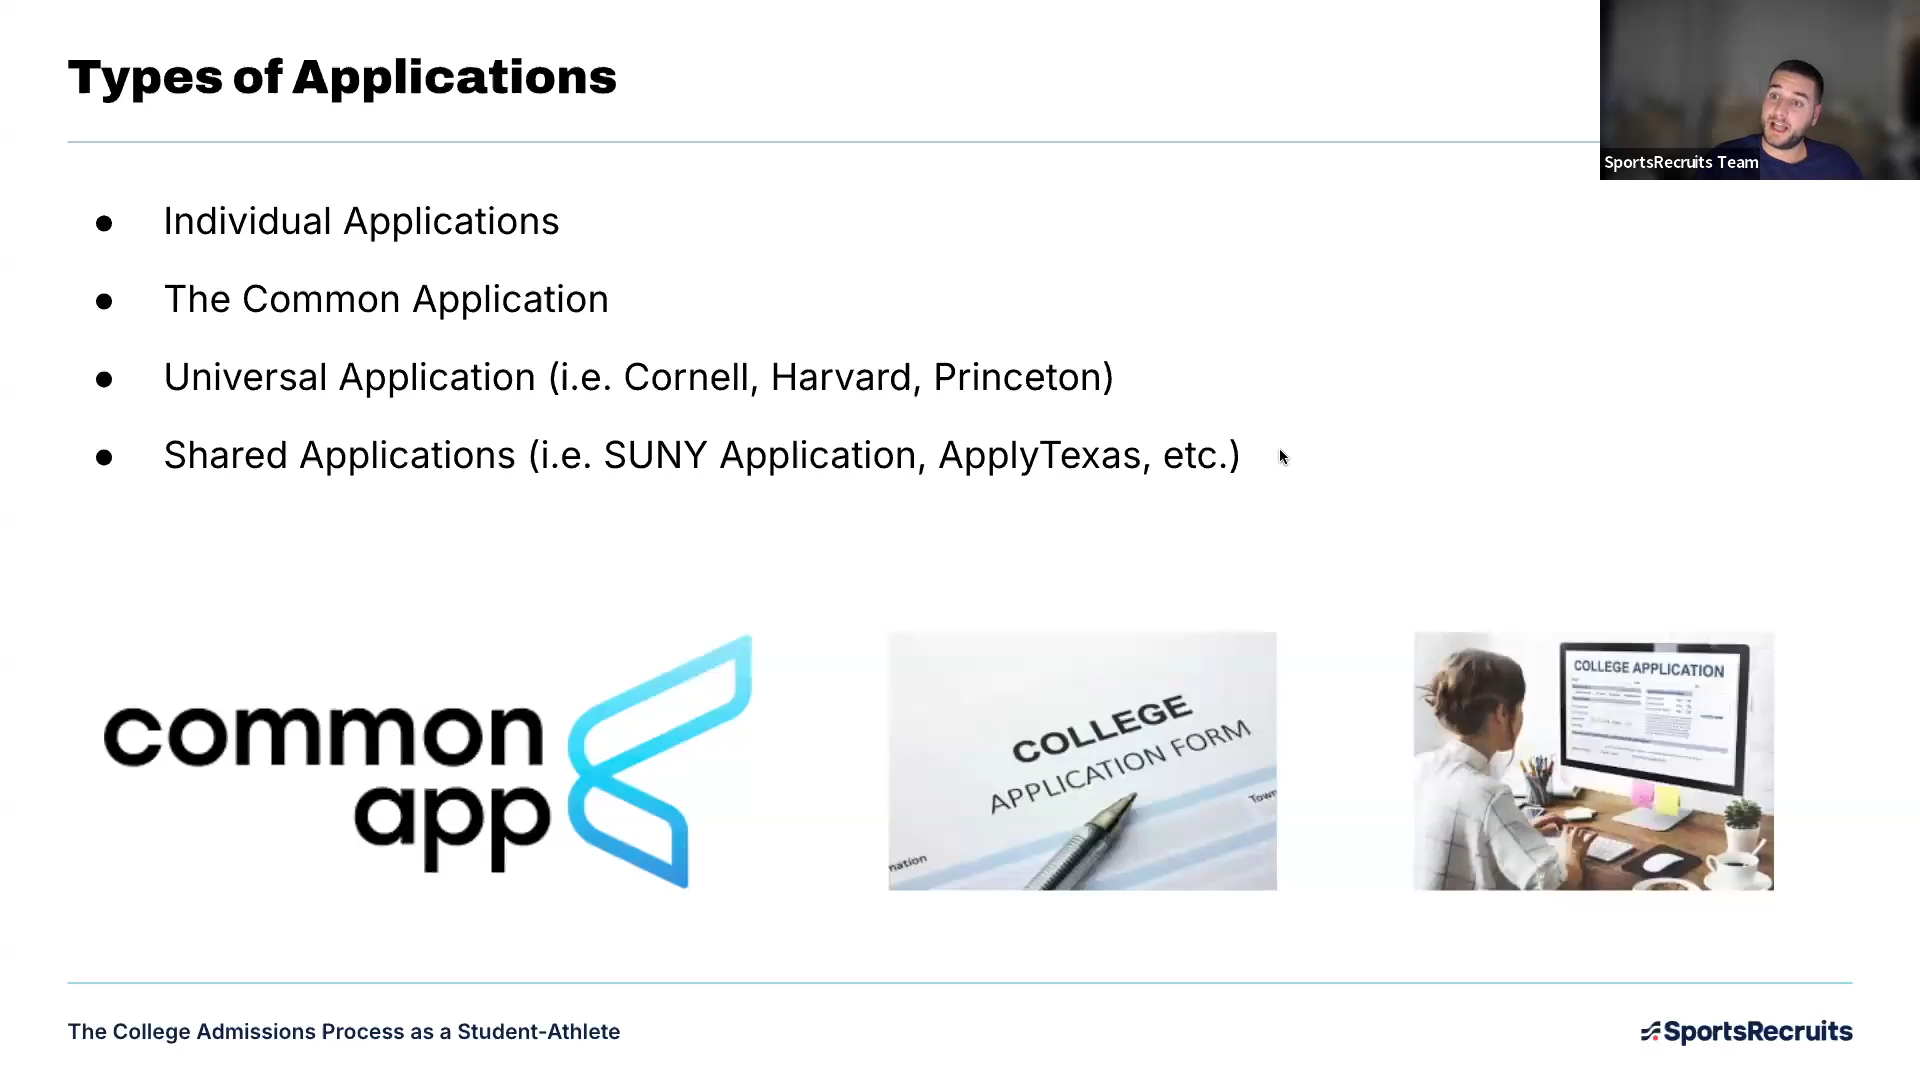 Types of Applications
SportsRecruits Team
● Individual Applications
● The Common Application
● Universal Application (i.e. Cornell, Harvard, Princeton)
● Shared Applications (i.e. SUNY Application, ApplyTexas, etc.)
common
app
COLLEGE
APPLICATION FORM
Town
mation
COLLEGE APPLICATION
The College Admissions Process as a Student-Athlete
SportsRecruits